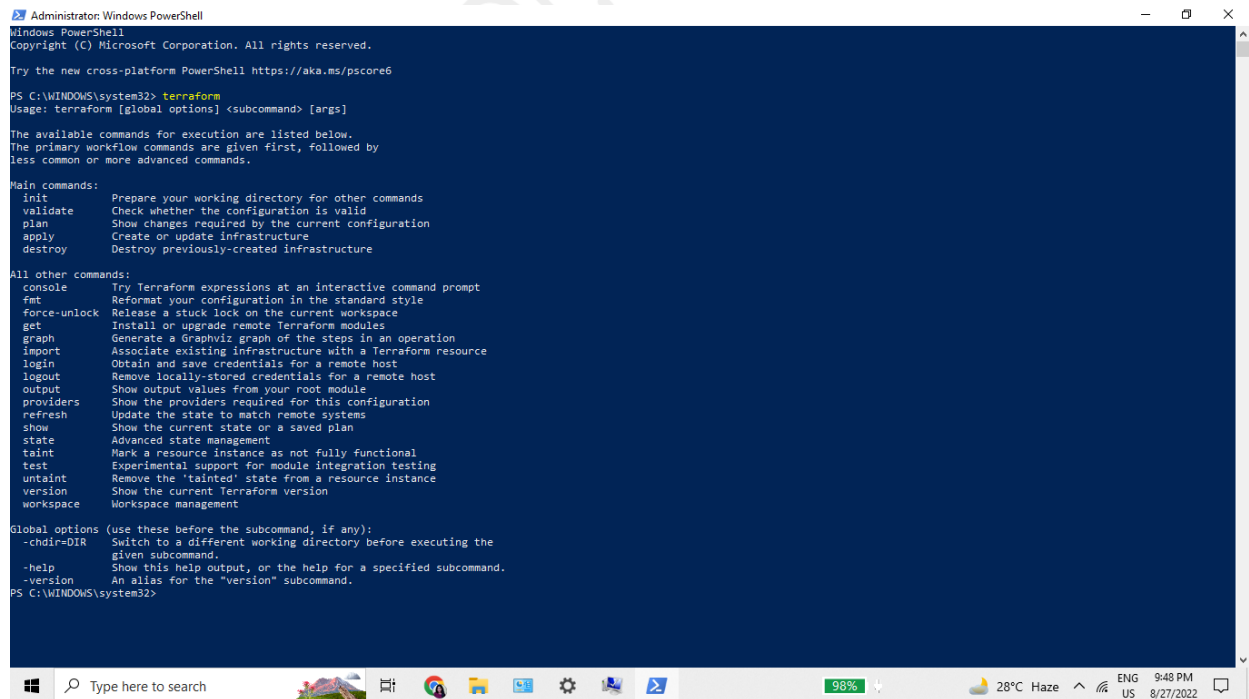 Administrator: Windows PowerShell
Windows PowerShell
Copyright (C) Microsoft Corporation. All rights reserved.
Try the new cross-platform PowerShell https://aka.ms/pscore6
PS C:\WINDOWS\system32> terraform
Usage: terraform [global options] <subcommand> [args]
The available commands for execution are listed below.
The primary workflow commands are given first, followed by
less common or more advanced commands.
Main commands:
init Prepare your working directory for other commands
validate Check whether the configuration is valid
plan Show changes required by the current configuration
apply Create or update infrastructure
destroy Destroy previously-created infrastructure
All other commands:
console Try Terraform expressions at an interactive command prompt
fmt Reformat your configuration in the standard style
force-unlock Release a stuck lock on the current workspace
get Install or upgrade remote Terraform modules
graph Generate a Graphviz graph of the steps in an operation
import Associate existing infrastructure with a Terraform resource
login Obtain and save credentials for a remote host
logout Remove locally-stored credentials for a remote host
output Show output values from your root module
providers Show the providers required for this configuration
refresh Update the state to match remote systems
show Show the current state or a saved plan
state Advanced state management
taint Mark a resource instance as not fully functional
test Experimental support for module integration testing
untaint Remove the 'tainted' state from a resource instance
version Show the current Terraform version
workspace Workspace management
Global options (use these before the subcommand, if any):
-chdir=DIR Switch to a different working directory before executing the
given subcommand.
-help Show this help output, or the help for a specified subcommand.
-version An alias for the "version" subcommand.
PS C:\WINDOWS\system32>
Type here to search
98%
28°C Haze
ENG
US
9:48 PM
8/27/2022